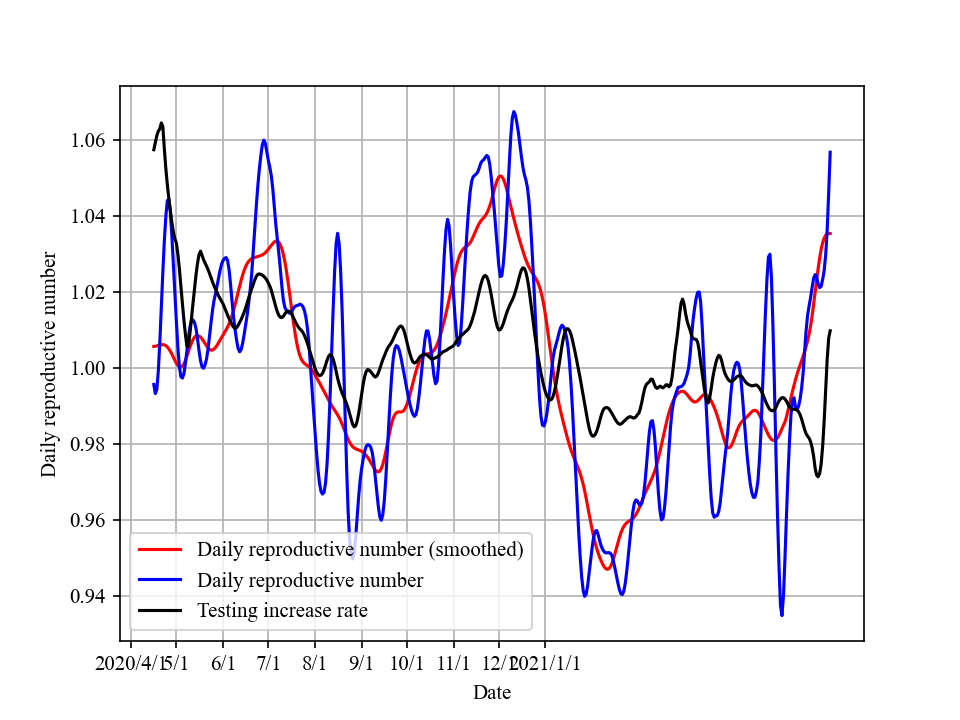 1.06
1.04
1.02
1.00
0.98
0.96
0.94
Daily reproductive number
Daily reproductive number (smoothed)
Daily reproductive number
Testing increase rate
2020/4/1 5/1 6/1 7/1 8/1 9/1 10/1 11/1 12/1 2021/1/1
Date